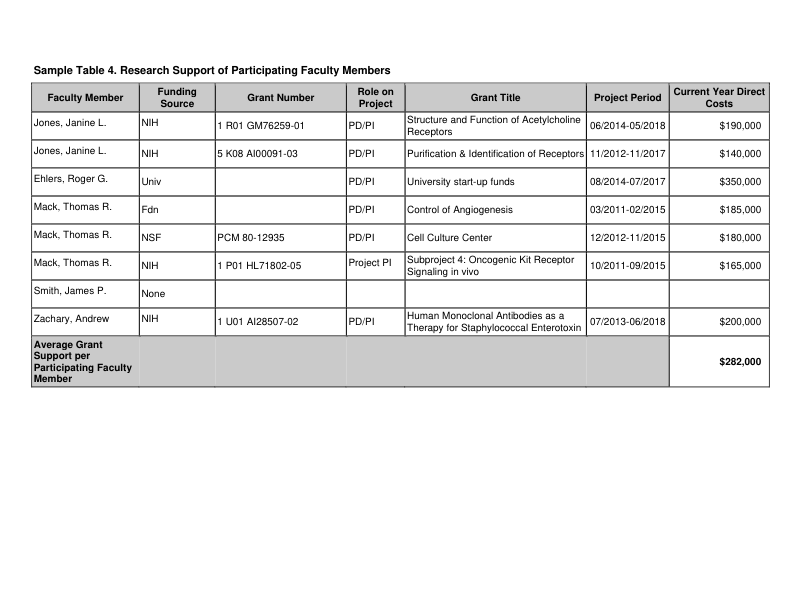 Sample Table 4. Research Support of Participating Faculty Members
Faculty Member Funding Source Grant Number Role on Project Grant Title Project Period Current Year Direct Costs
Jones, Janine L. NIH 1 R01 GM76259-01 PD/PI Structure and Function of Acetylcholine Receptors 06/2014-05/2018 $190,000
Jones, Janine L. NIH 5 K08 AI00091-03 PD/PI Purification & Identification of Receptors 11/2012-11/2017 $140,000
Ehlers, Roger G. Univ PD/PI University start-up funds 08/2014-07/2017 $350,000
Mack, Thomas R. Fdn PD/PI Control of Angiogenesis 03/2011-02/2015 $185,000
Mack, Thomas R. NSF PCM 80-12935 PD/PI Cell Culture Center 12/2012-11/2015 $180,000
Mack, Thomas R. NIH 1 P01 HL71802-05 Project PI Subproject 4: Oncogenic Kit Receptor Signaling in vivo 10/2011-09/2015 $165,000
Smith, James P. None
Zachary, Andrew NIH 1 U01 AI28507-02 PD/PI Human Monoclonal Antibodies as a Therapy for Staphylococcal Enterotoxin 07/2013-06/2018 $200,000
Average Grant Support per Participating Faculty Member $282,000